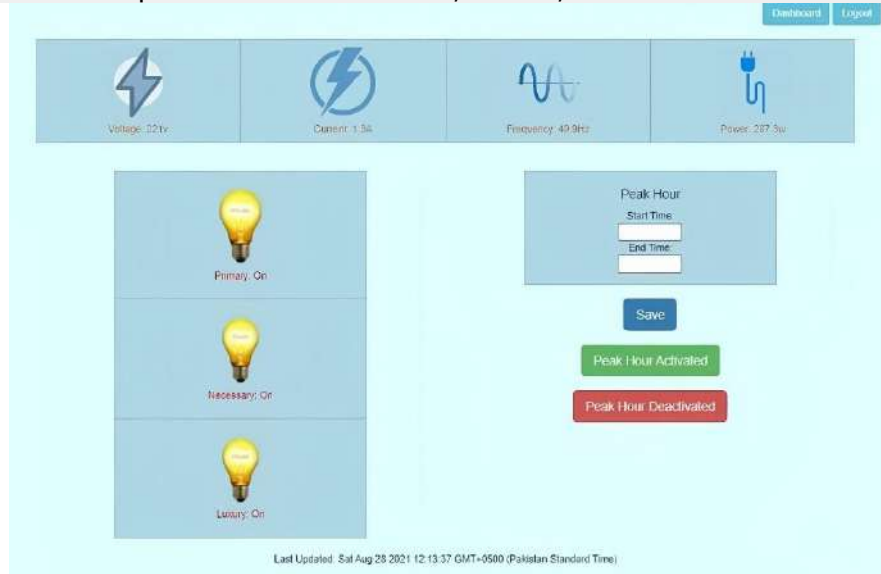 Dashboard Logout
Voltage: 221v Current: 1.3A Frequency: 49.9Hz Power: 287.3w
Primary: On
Necessary: On
Luxury: On
Peak Hour
Start Time:
End Time:
Save
Peak Hour Activated
Peak Hour Deactivated
Last Updated: Sat Aug 28 2021 12:13:37 GMT+0500 (Pakistan Standard Time)